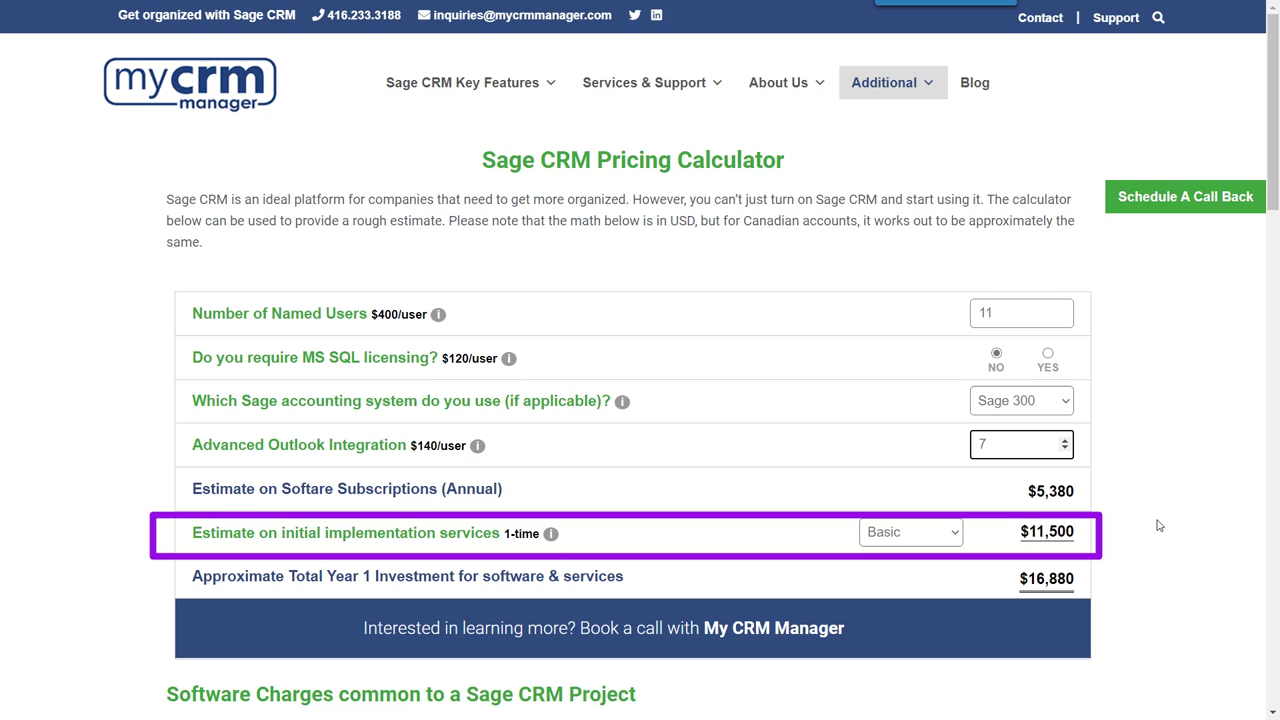 Get organized with Sage CRM 416.233.3188 inquiries@mycrmmanager.com Contact | Support
my crm manager
Sage CRM Key Features Services & Support About Us Additional Blog
Sage CRM Pricing Calculator
Sage CRM is an ideal platform for companies that need to get more organized. However, you can't just turn on Sage CRM and start using it. The calculator
below can be used to provide a rough estimate. Please note that the math below is in USD, but for Canadian accounts, it works out to be approximately the
same.
Schedule A Call Back
Number of Named Users $400/user i 11
Do you require MS SQL licensing? $120/user i NO YES
Which Sage accounting system do you use (if applicable)? i Sage 300
Advanced Outlook Integration $140/user i 7
Estimate on Softare Subscriptions (Annual) $5,380
Estimate on initial implementation services 1-time i Basic $11,500
Approximate Total Year 1 Investment for software & services $16,880
Interested in learning more? Book a call with My CRM Manager
Software Charges common to a Sage CRM Project